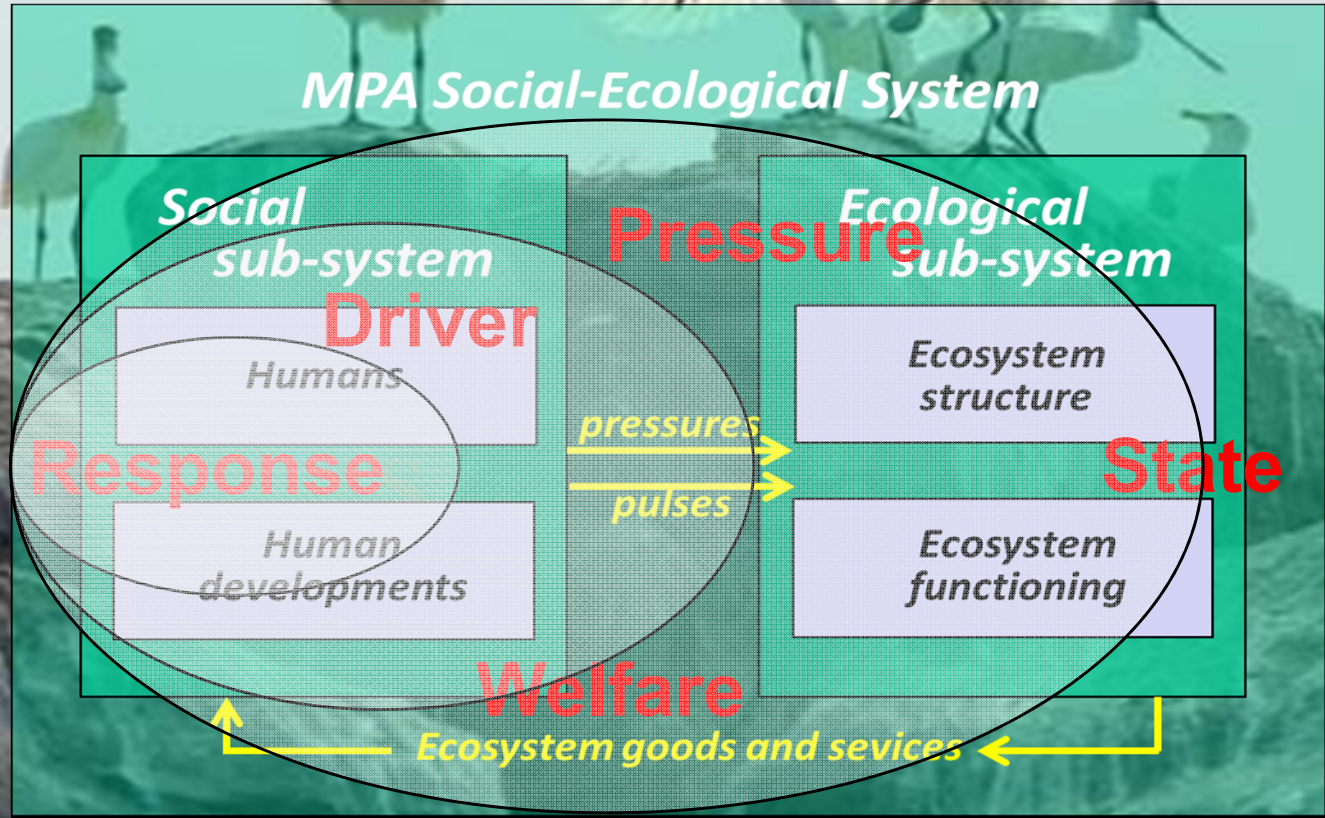 MPA Social-Ecological System
Social
sub-system
Ecological
sub-system
Pressure
Driver
Humans
Ecosystem
structure
pressures
Response
State
pulses
Human
developments
Ecosystem
functioning
Welfare
Ecosystem goods and sevices